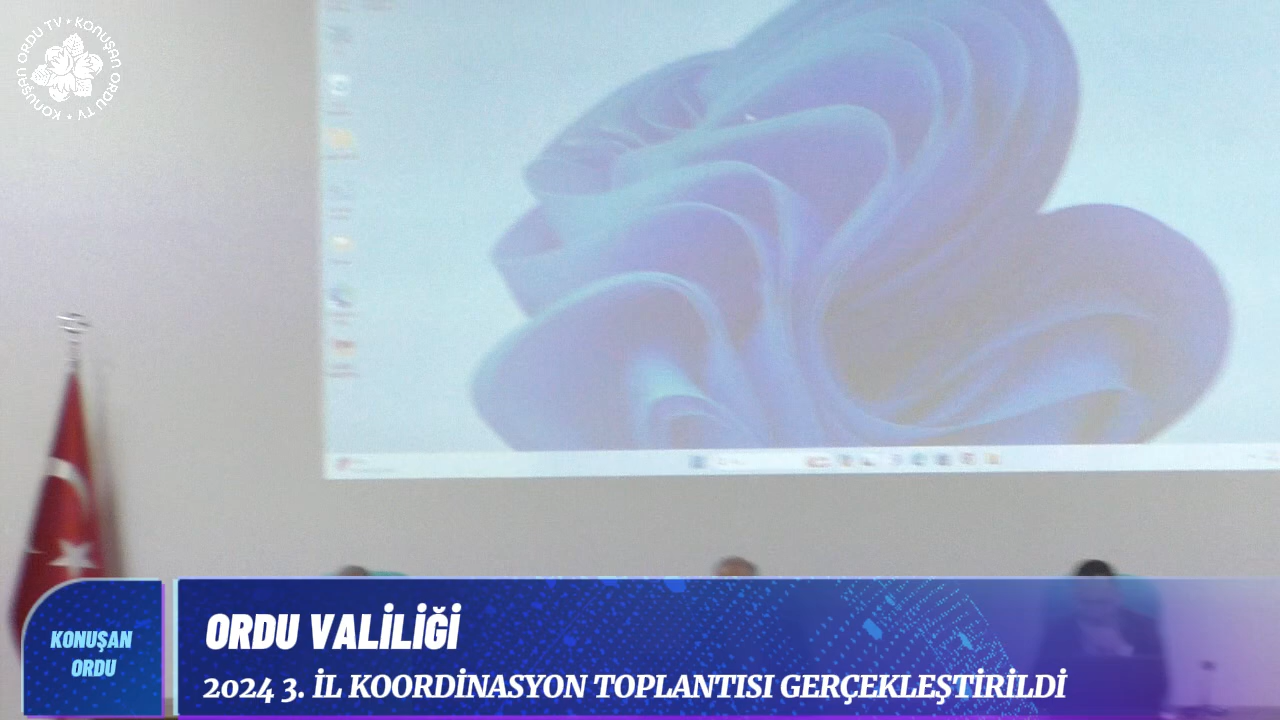 KONUŞAN ORDU TV • KONUŞAN ORDU TV •
KONUŞAN
ORDU
ORDU VALİLİĞİ
2024 3. İL KOORDİNASYON TOPLANTISI GERÇEKLEŞTİRİLDİ